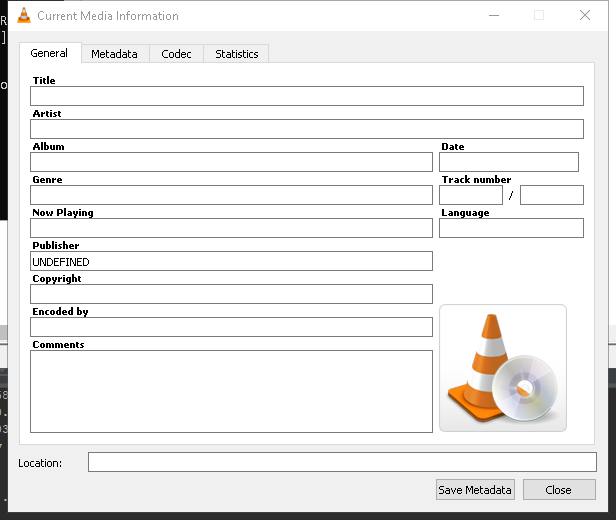 Current Media Information
General Metadata Codec Statistics
Title
Artist
Album Date
Genre Track number
/
Now Playing Language
Publisher
UNDEFINED
Copyright
Encoded by
Comments
Location:
Save Metadata Close